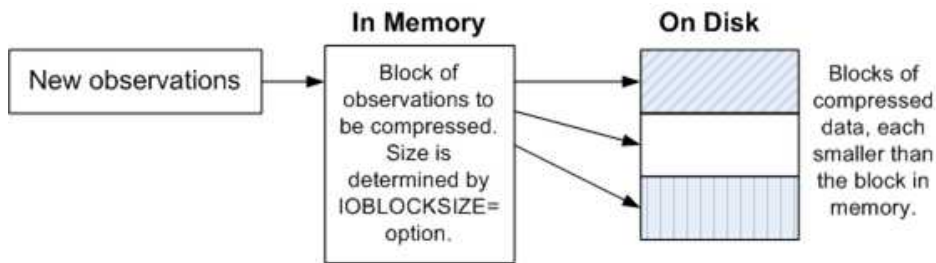 In Memory
On Disk
New observations
Block of
observations to
be compressed.
Size is
determined by
IOBLOCKSIZE=
option.
Blocks of
compressed
data, each
smaller than
the block in
memory.